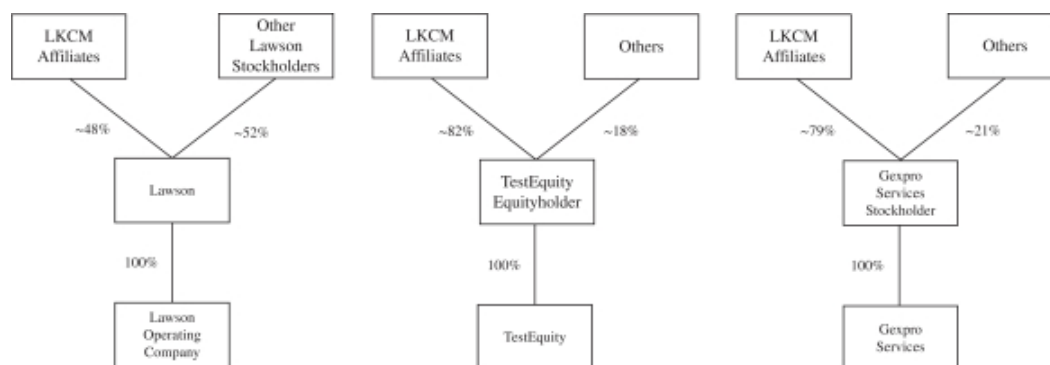 LKCM
Affiliates
Other
Lawson
Stockholders
~48%
~52%
Lawson
100%
Lawson
Operating
Company
LKCM
Affiliates
Others
~82%
~18%
TestEquity
Equityholder
100%
TestEquity
LKCM
Affiliates
Others
~79%
~21%
Gexpro
Services
Stockholder
100%
Gexpro
Services